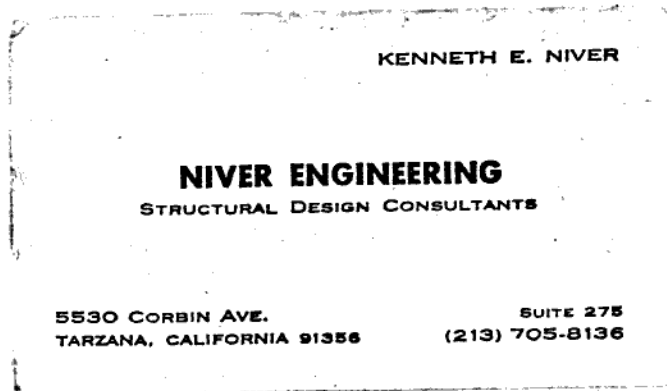 KENNETH E. NIVER
NIVER ENGINEERING
STRUCTURAL DESIGN CONSULTANTS
5530 CORBIN AVE.
SUITE 275
TARZANA, CALIFORNIA 91356
(213) 705-8136